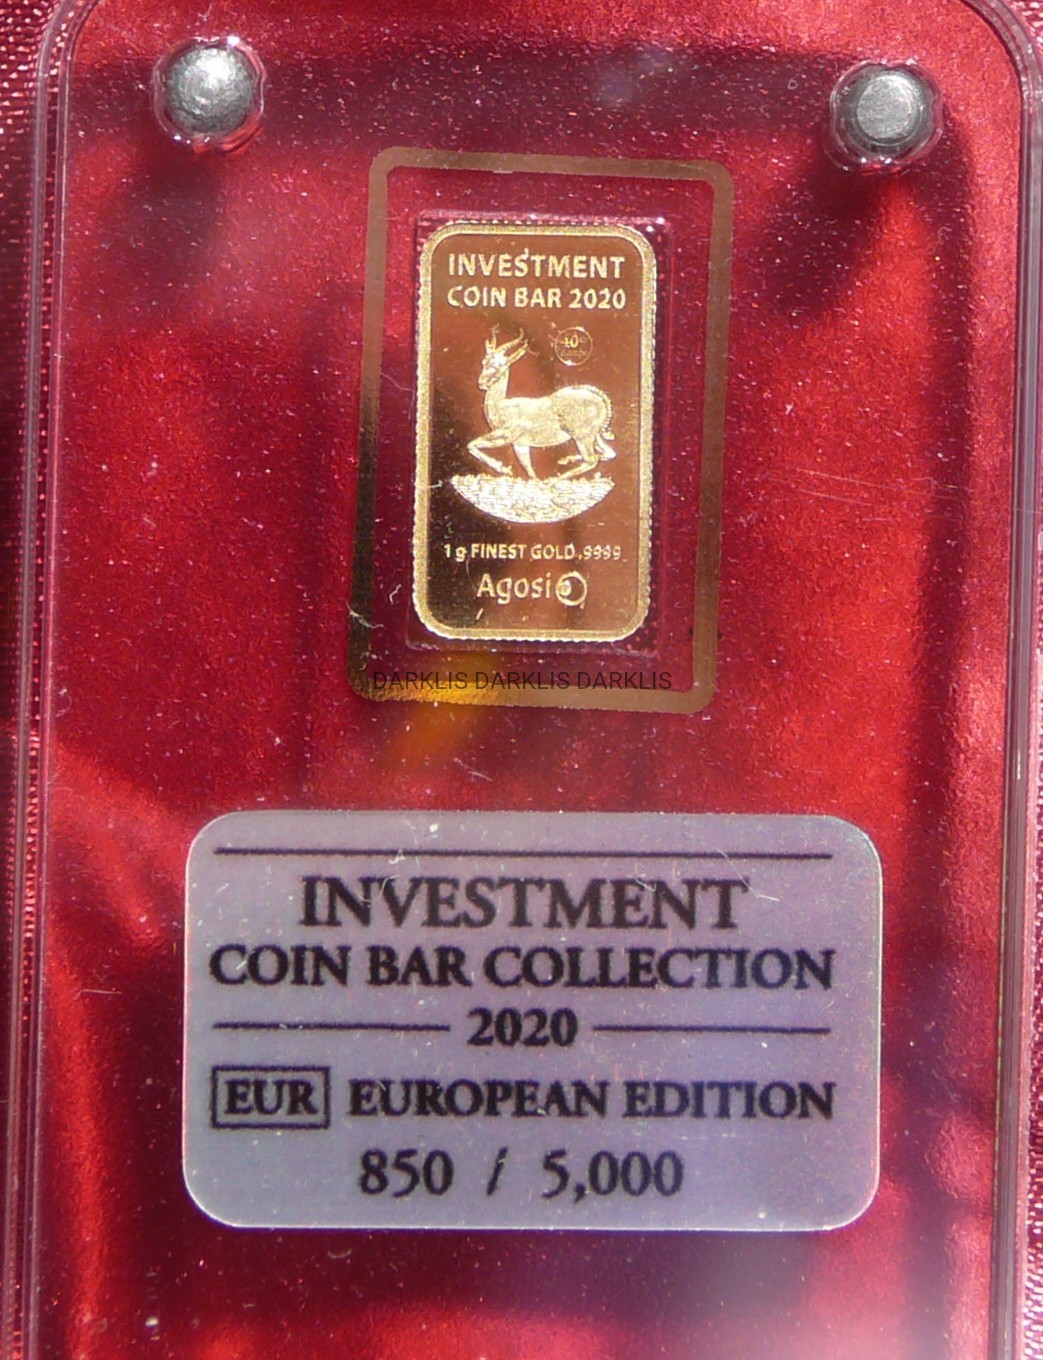 INVESTMENT
COIN BAR 2020
1g FINEST GOLD .9999
Agosi
DARKLIS DARKLIS DARKLIS
INVESTMENT
COIN BAR COLLECTION
2020
EUR EUROPEAN EDITION
850 / 5,000